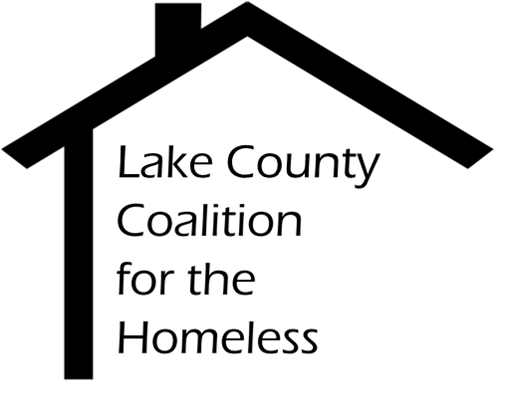 Lake County
Coalition
for the
Homeless